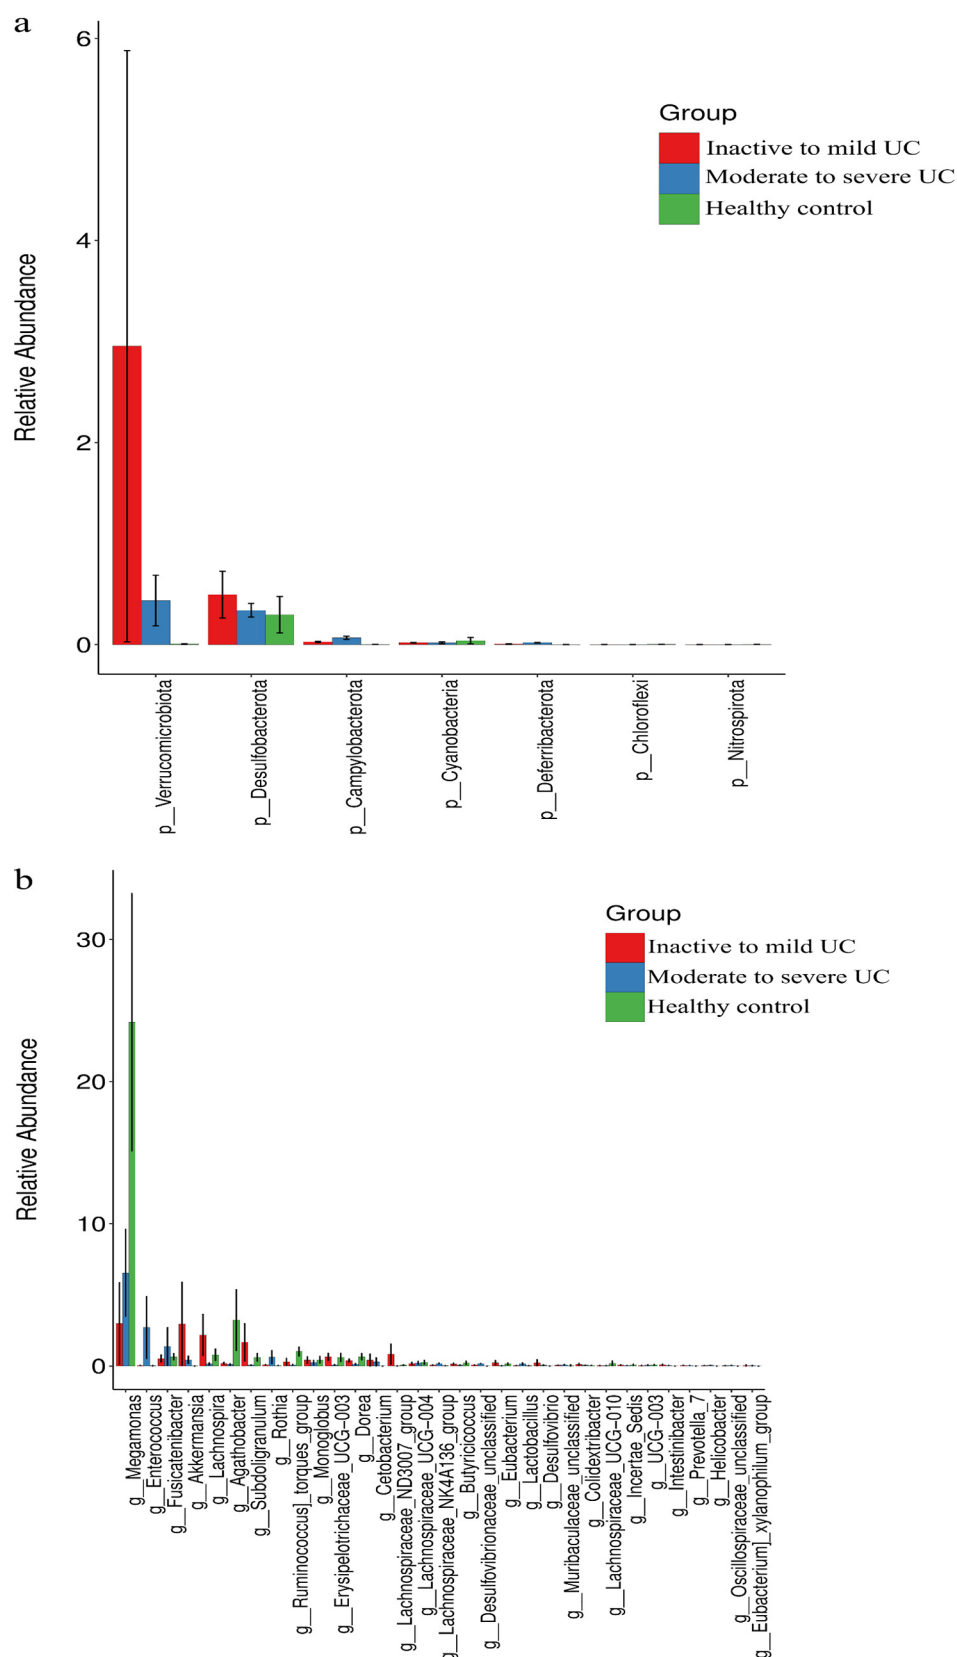 a
6
4
2
0
Relative Abundance
Group
Inactive to mild UC
Moderate to severe UC
Healthy control
p__Verrucomicrobiota
p__Desulfobacterota
p__Campylobacterota
p__Cyanobacteria
p__Deferribacterota
p__Chloroflexi
p__Nitrospirota
b
30
20
10
0
Relative Abundance
Group
Inactive to mild UC
Moderate to severe UC
Healthy control
g__Megamonas
g__Enterococcus
g__Fusicatenibacter
g__Akkermansia
g__Lachnospira
g__Agathobacter
g__Subdoligranulum
g__Rothia
g__Ruminococcus]_torques_group
g__Monoglobus
g__Erysipelotrichaceae_UCG-003
g__Dorea
g__Cetobacterium
g__Lachnospiraceae_ND3007_group
g__Lachnospiraceae_UCG-004
g__Lachnospiraceae_NK4A136_group
g__Butyricicoccus
g__Desulfovibrionaceae_unclassified
g__Eubacterium
g__Lactobacillus
g__Desulfovibrio
g__Muribaculaceae_unclassified
g__Colidextribacter
g__Lachnospiraceae_UCG-010
g__Incertae_Sedis
g__UCG-003
g__Intestinibacter
g__Prevotella_7
g__Helicobacter
g__Oscillospiraceae_unclassified
g__Eubacterium]_xylanophilum_group